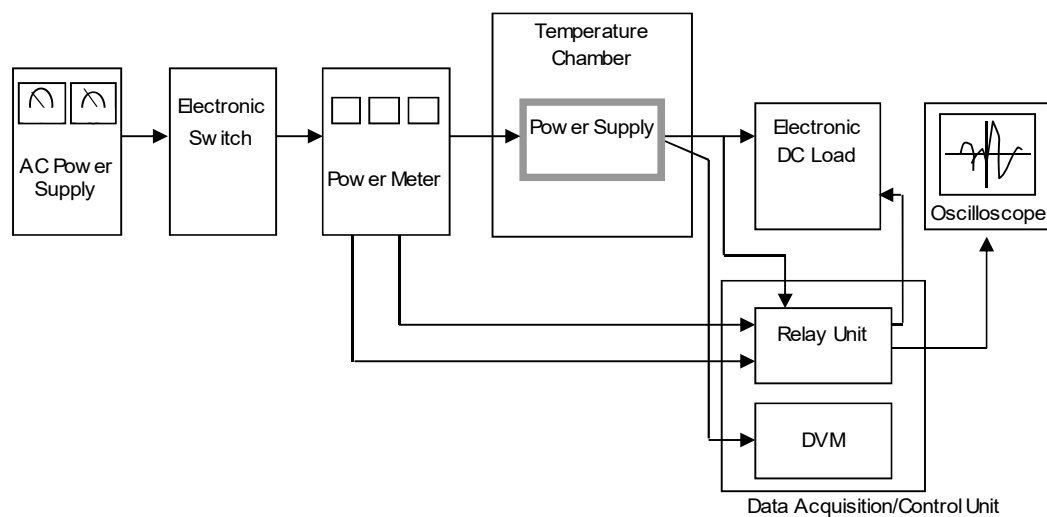 Temperature
Chamber
Electronic
Switch
Power Supply
Electronic
DC Load
AC Power
Supply
Power Meter
Oscilloscope
Relay Unit
DVM
Data Acquisition/Control Unit